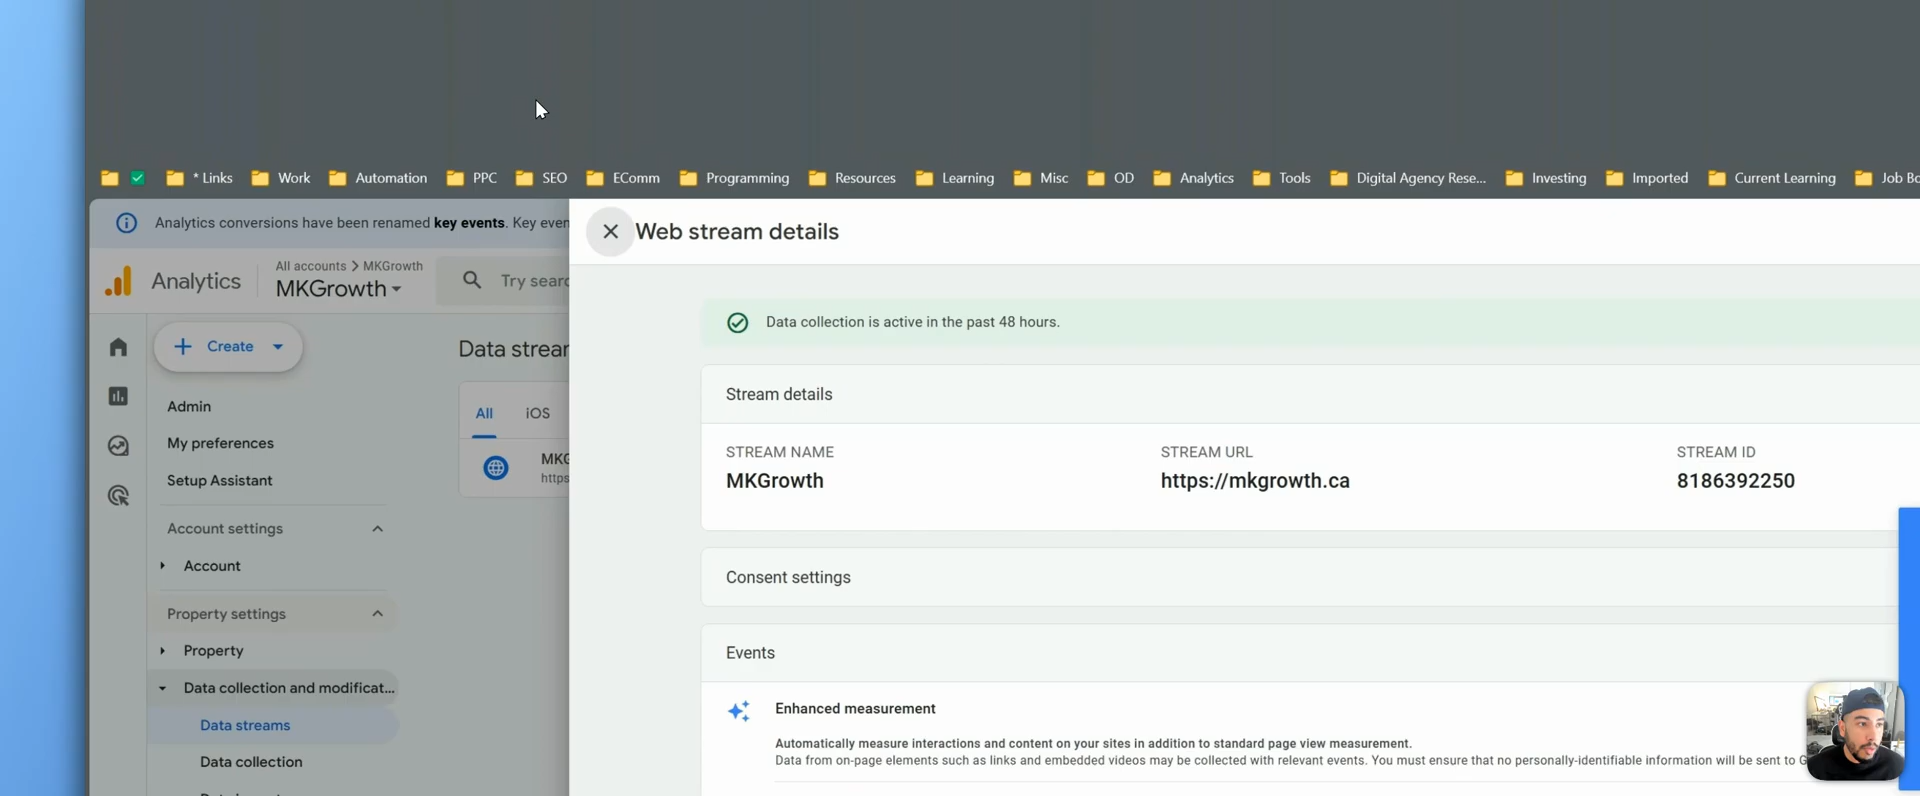 * Links Work Automation PPC SEO EComm Programming Resources Learning Misc OD Analytics Tools Digital Agency Rese... Investing Imported Current Learning Job Bo
Analytics conversions have been renamed key events. Key even
Web stream details
Analytics
All accounts > MKGrowth
MKGrowth
Try searc
Create
Admin
My preferences
Setup Assistant
Account settings
Account
Property settings
Property
Data collection and modificat...
Data streams
Data collection
Data strear
All iOS
MKG
https
Data collection is active in the past 48 hours.
Stream details
STREAM NAME STREAM URL STREAM ID
MKGrowth https://mkgrowth.ca 8186392250
Consent settings
Events
Enhanced measurement
Automatically measure interactions and content on your sites in addition to standard page view measurement.
Data from on-page elements such as links and embedded videos may be collected with relevant events. You must ensure that no personally-identifiable information will be sent to G